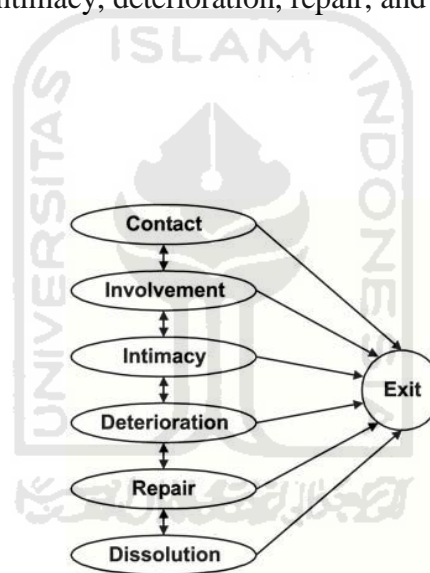 intimacy, deterioration, repair, and
ISLAM
UNIVERSITAS
INDONESIA
Contact
Involvement
Intimacy
Exit
Deterioration
Repair
Dissolution